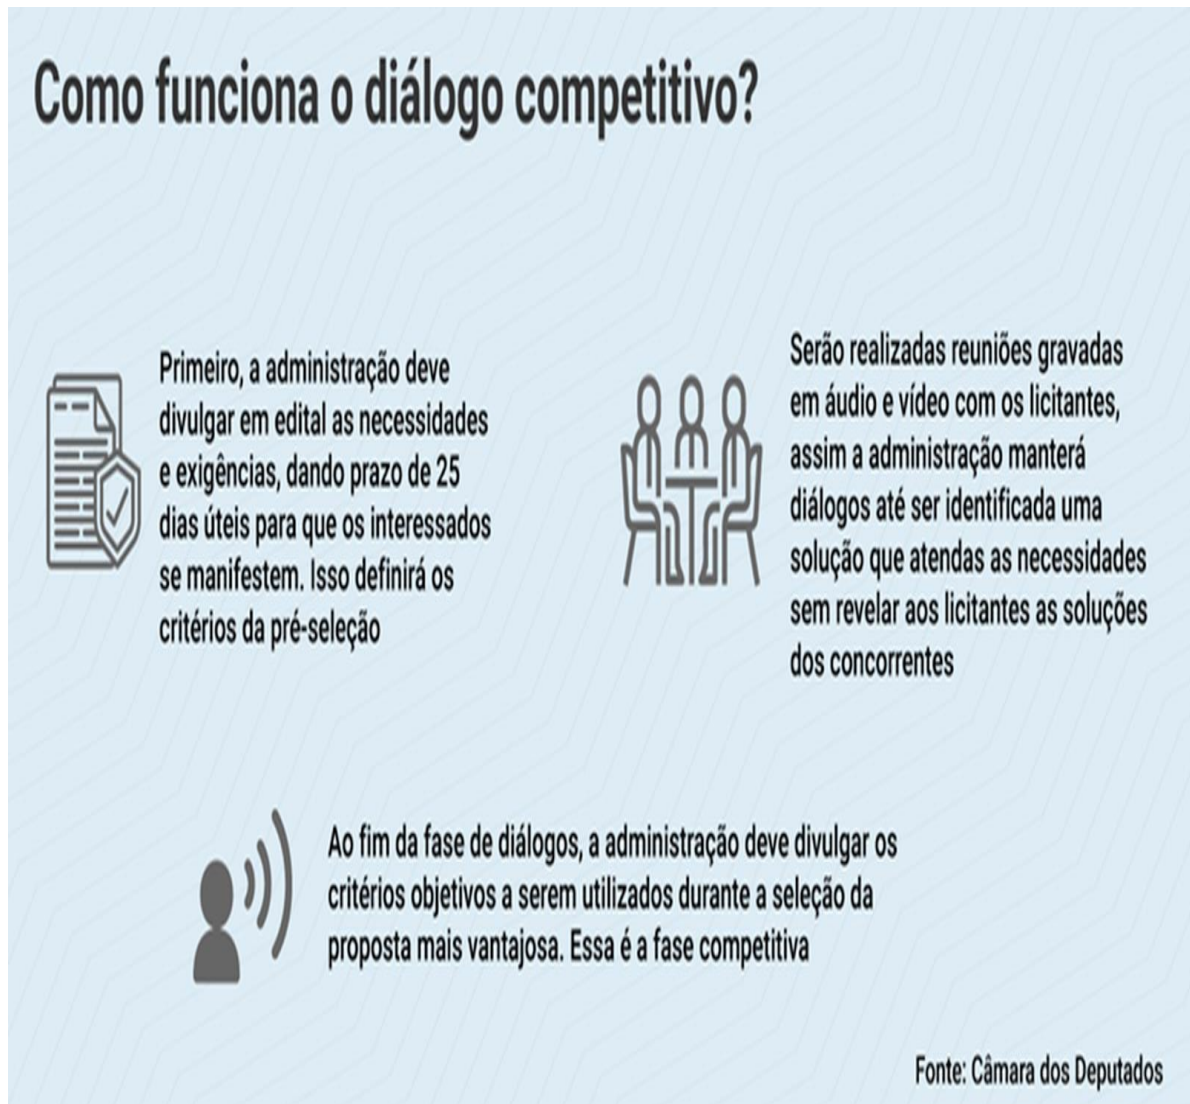 Como funciona o diálogo competitivo?
Primeiro, a administração deve
divulgar em edital as necessidades
e exigências, dando prazo de 25
dias úteis para que os interessados
se manifestem. Isso definirá os
critérios da pré-seleção
Serão realizadas reuniões gravadas
em áudio e vídeo com os licitantes,
assim a administração manterá
diálogos até ser identificada uma
solução que atendas as necessidades
sem revelar aos licitantes as soluções
dos concorrentes
Ao fim da fase de diálogos, a administração deve divulgar os
critérios objetivos a serem utilizados durante a seleção da
proposta mais vantajosa. Essa é a fase competitiva
Fonte: Câmara dos Deputados